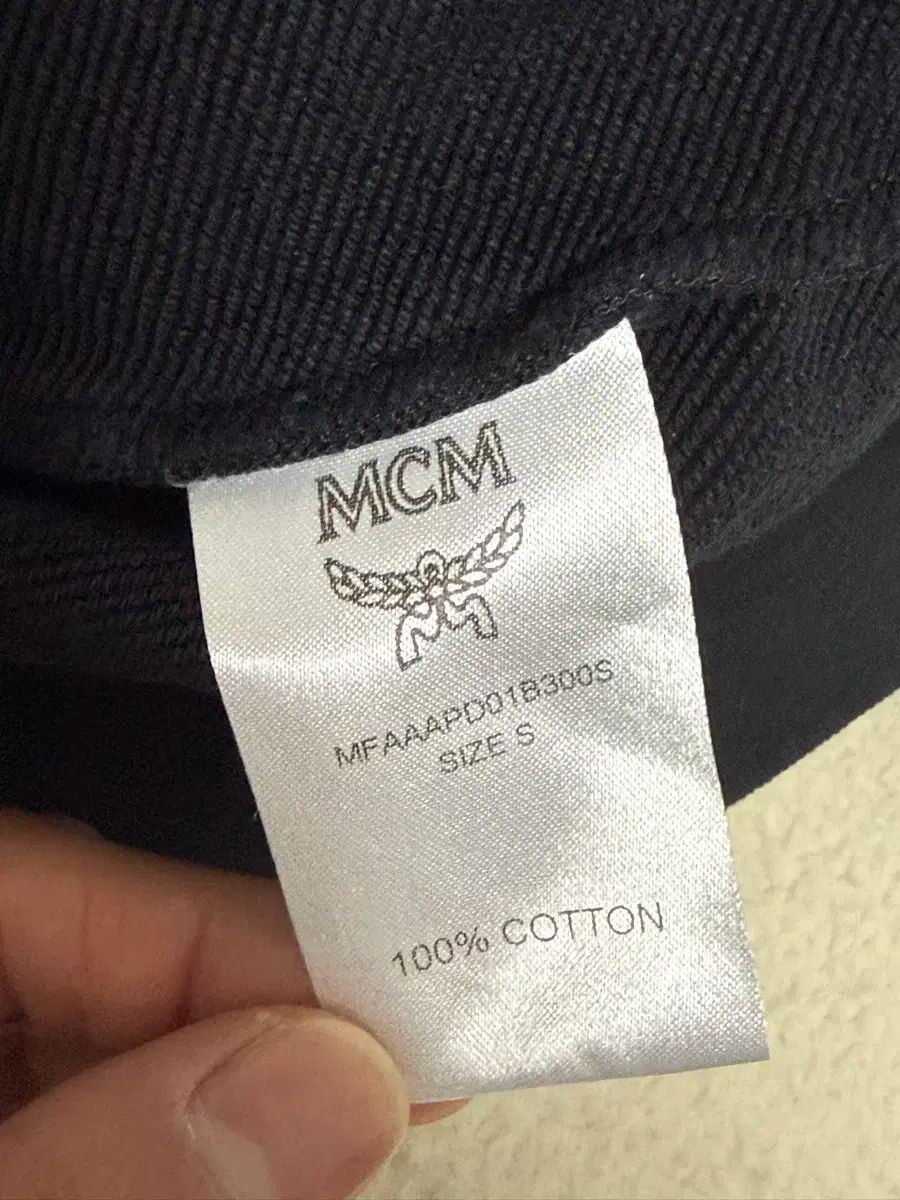 MCM
MFAAAPD01B300S
SIZE S
100% COTTON